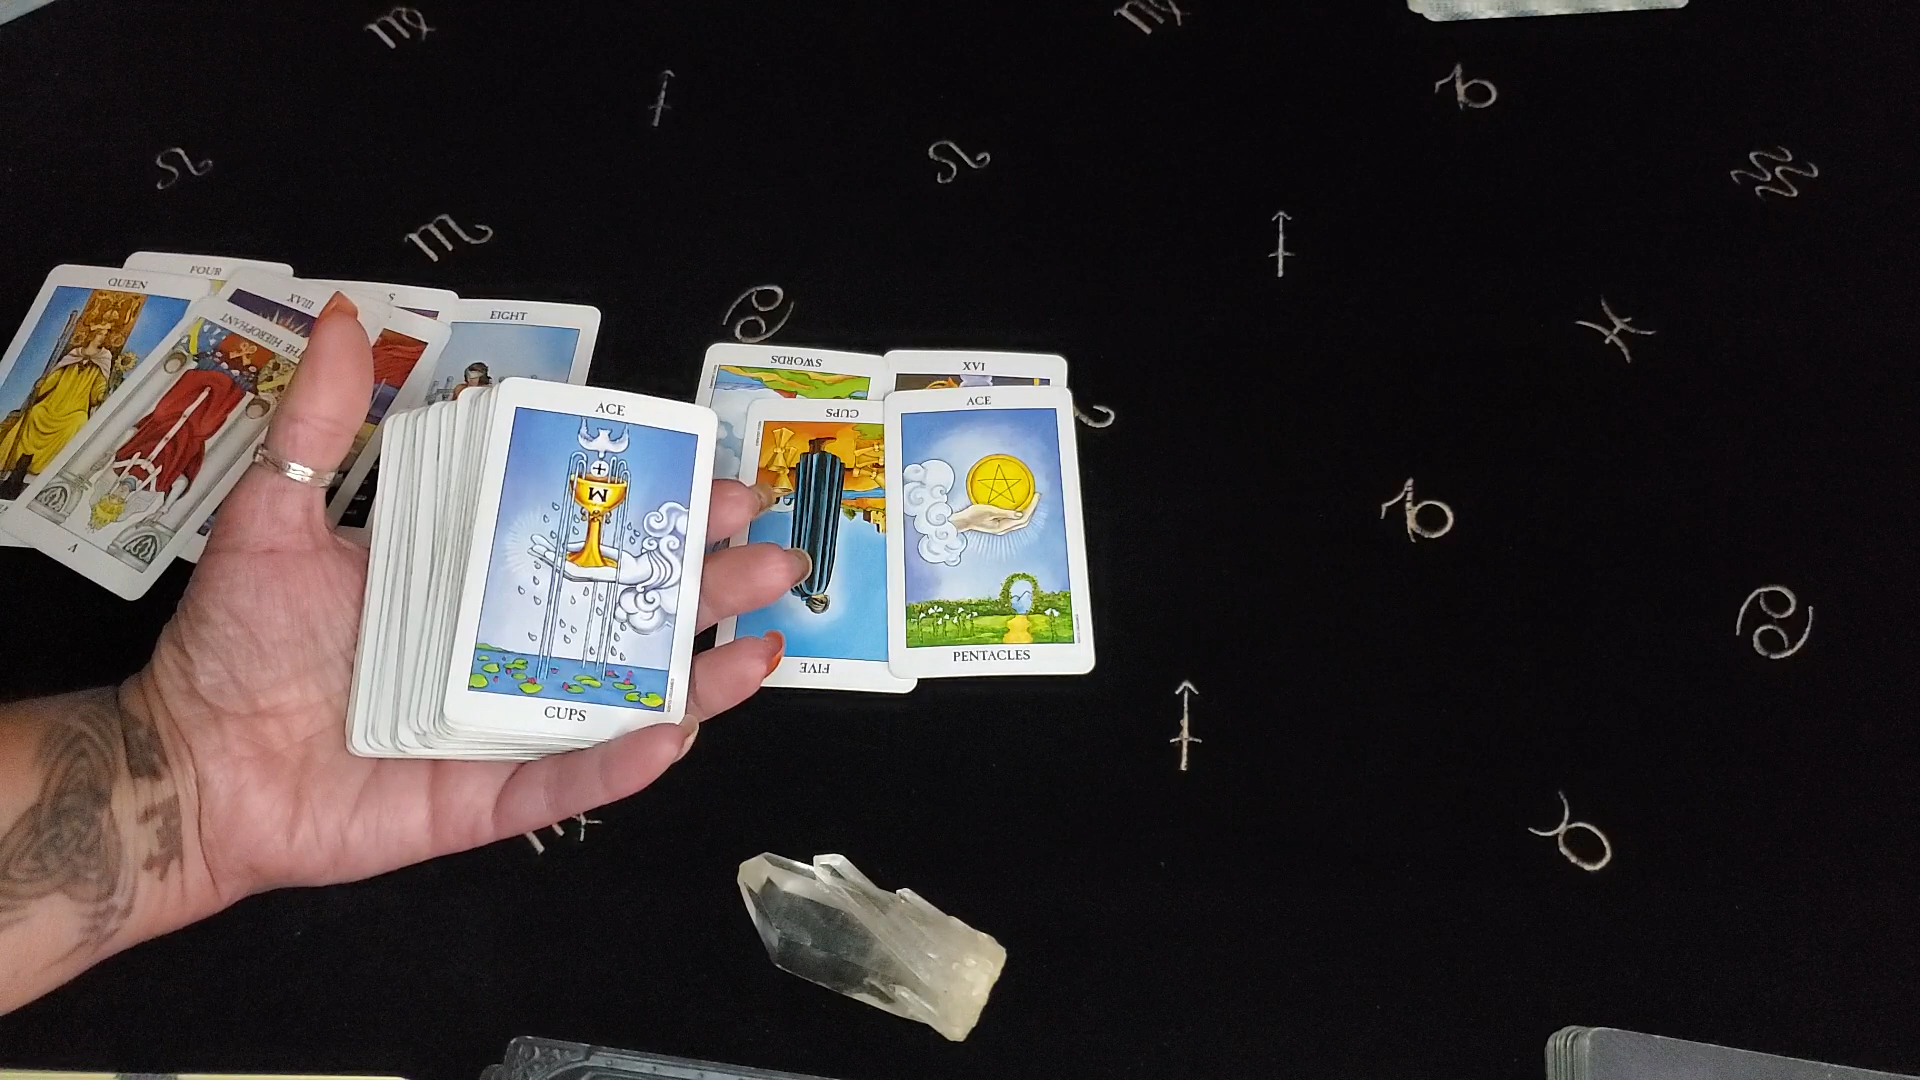 FOUR
QUEEN
XVIII
S
EIGHT
THE HIEROPHANT
V
ACE
M
CUPS
SWORDS
XVI
CUPS
FIVE
ACE
PENTACLES